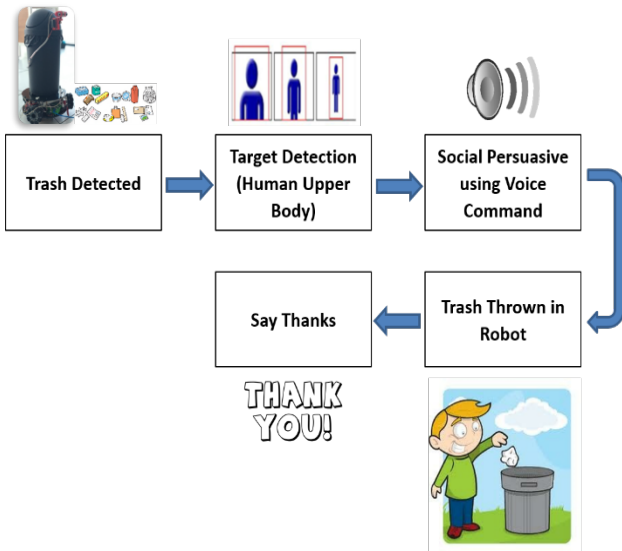 Trash Detected
Target Detection
(Human Upper
Body)
Social Persuasive
using Voice
Command
Say Thanks
Trash Thrown in
Robot
THANK
YOU!